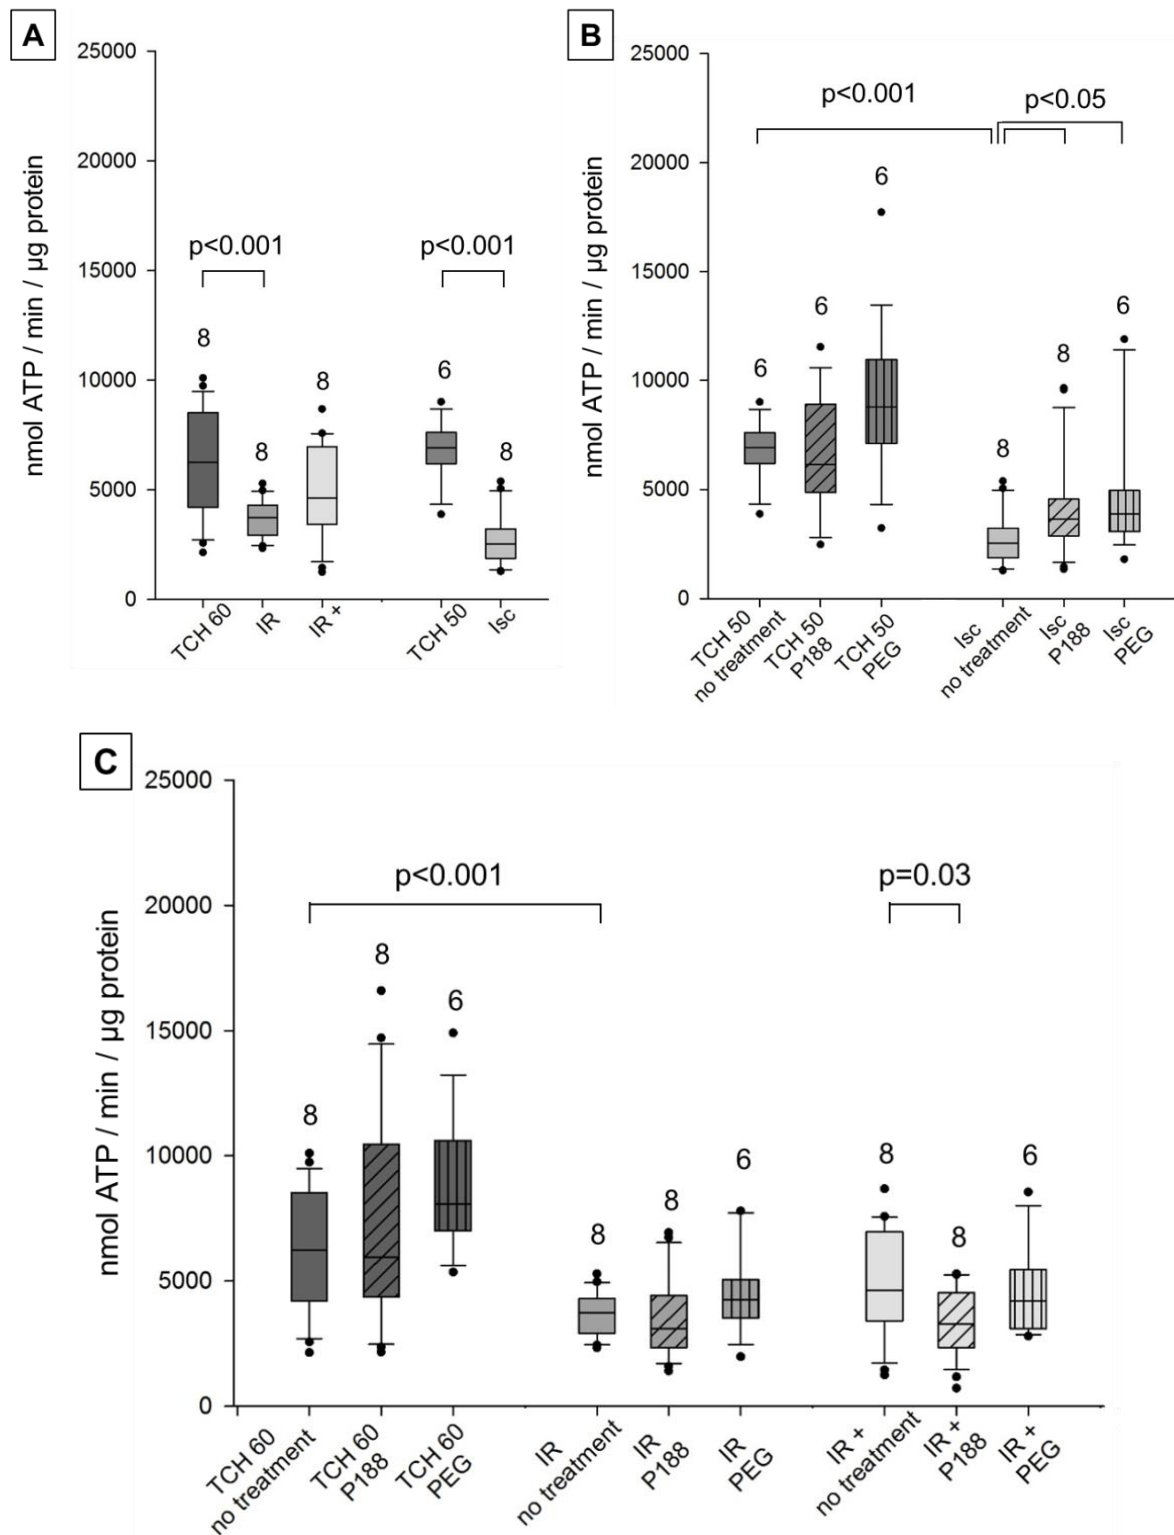 A
nmol ATP / min / µg protein
25000
20000
15000
10000
5000
0
p<0.001
p<0.001
8
8
8
6
8
TCH 60
IR
IR +
TCH 50
Isc
B
nmol ATP / min / µg protein
25000
20000
15000
10000
5000
0
p<0.001
p<0.05
6
6
6
8
8
6
TCH 50
no treatment
TCH 50
P188
TCH 50
PEG
Isc
no treatment
Isc
P188
Isc
PEG
C
nmol ATP / min / µg protein
25000
20000
15000
10000
5000
0
p<0.001
p=0.03
8
8
6
8
8
6
8
8
6
TCH 60
no treatment
TCH 60
P188
TCH 60
PEG
IR
no treatment
IR
P188
IR
PEG
IR +
no treatment
IR +
P188
IR +
PEG